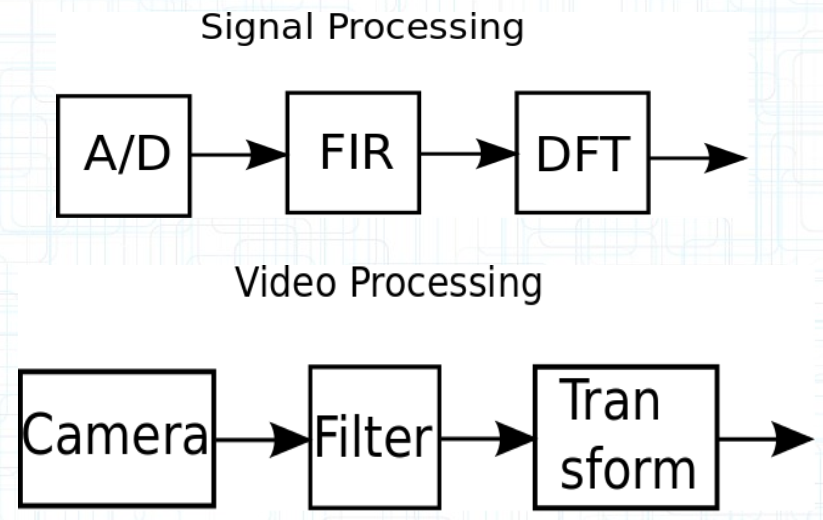 Signal Processing
A/D
FIR
DFT
Video Processing
Camera
Filter
Tran
sform